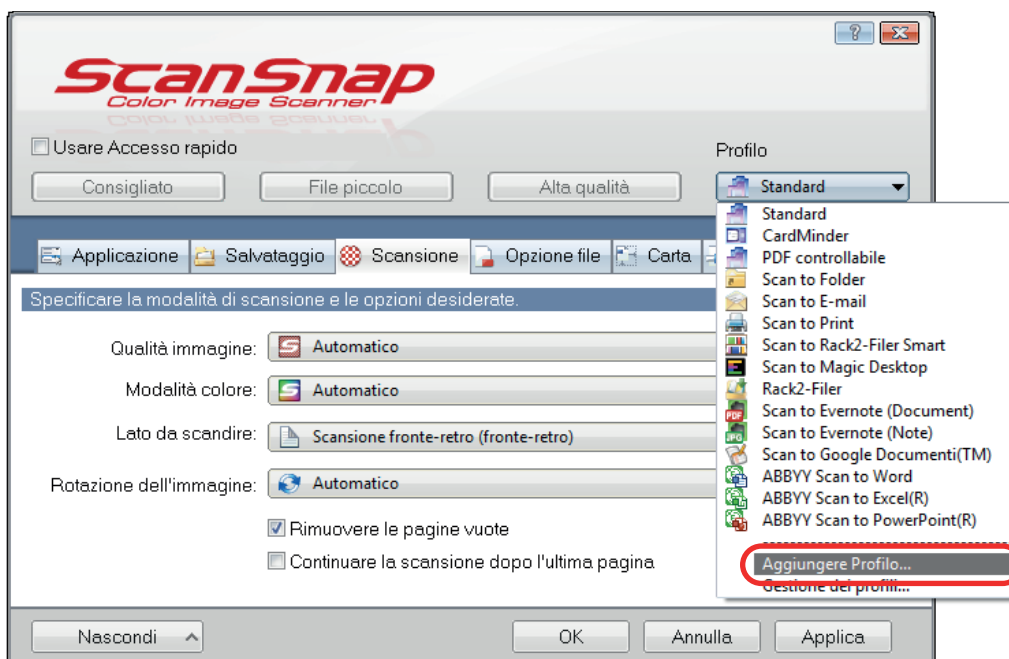 ScanSnap
Color Image Scanner
Usare Accesso rapido
Profilo
Consigliato
File piccolo
Alta qualità
Standard
Applicazione
Salvataggio
Scansione
Opzione file
Carta
Specificare la modalità di scansione e le opzioni desiderate.
Qualità immagine:
Automatico
Modalità colore:
Automatico
Lato da scandire:
Scansione fronte-retro (fronte-retro)
Rotazione dell'immagine:
Automatico
Rimuovere le pagine vuote
Continuare la scansione dopo l'ultima pagina
Standard
CardMinder
PDF controllabile
Scan to Folder
Scan to E-mail
Scan to Print
Scan to Rack2-Filer Smart
Scan to Magic Desktop
Rack2-Filer
Scan to Evernote (Document)
Scan to Evernote (Note)
Scan to Google Documenti(TM)
ABBYY Scan to Word
ABBYY Scan to Excel(R)
ABBYY Scan to PowerPoint(R)
Aggiungere Profilo...
Gestione dei profili...
Nascondi
OK
Annulla
Applica